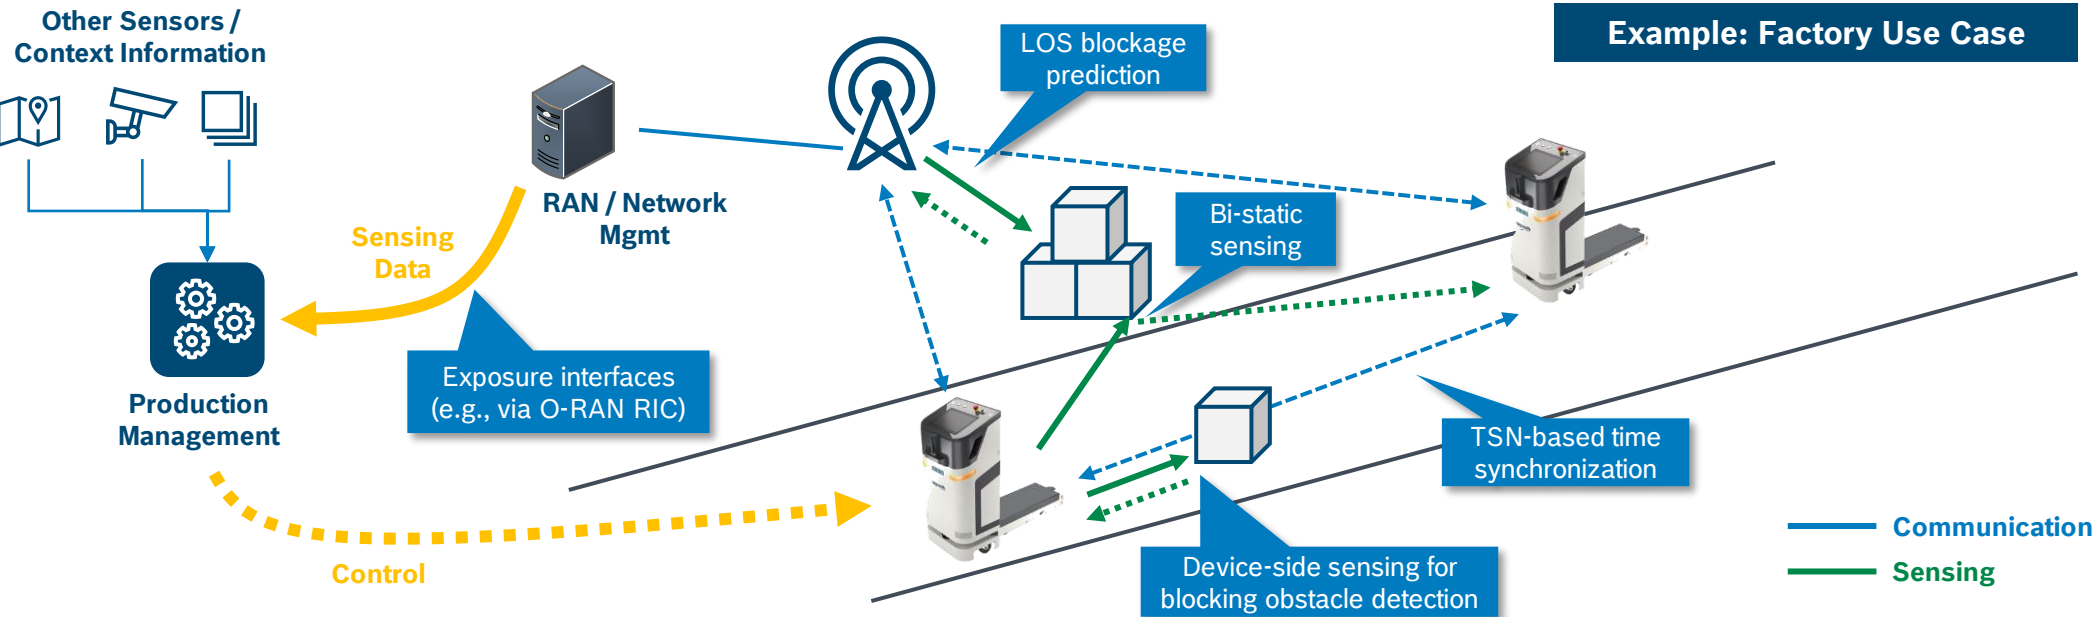 Other Sensors /
Context Information
Example: Factory Use Case
LOS blockage
prediction
RAN / Network
Mgmt
Sensing
Data
Bi-static
sensing
Exposure interfaces
(e.g., via O-RAN RIC)
Production
Management
TSN-based time
synchronization
Control
Device-side sensing for
blocking obstacle detection
Communication
Sensing